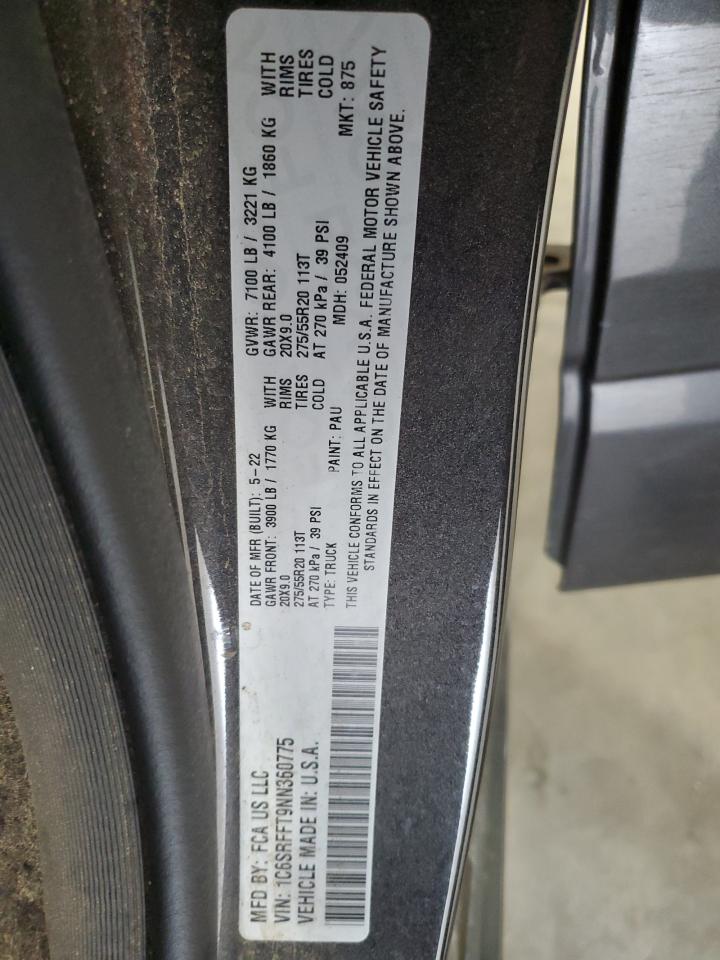 MFD BY: FCA US LLC
VIN: 1C6SRFFT9NN360775
VEHICLE MADE IN: U.S.A.
DATE OF MFR (BUILT): 5-22 GVWR: 7100 LB / 3221 KG
GAWR FRONT: 3900 LB / 1770 KG WITH GAWR REAR: 4100 LB / 1860 KG WITH
20X9.0 RIMS 20X9.0 RIMS
275/55R20 113T TIRES 275/55R20 113T TIRES
AT 270 kPa / 39 PSI COLD AT 270 kPa / 39 PSI COLD
TYPE: TRUCK PAINT: PAU MDH: 052409 MKT: 875
THIS VEHICLE CONFORMS TO ALL APPLICABLE U.S.A. FEDERAL MOTOR VEHICLE SAFETY
STANDARDS IN EFFECT ON THE DATE OF MANUFACTURE SHOWN ABOVE.